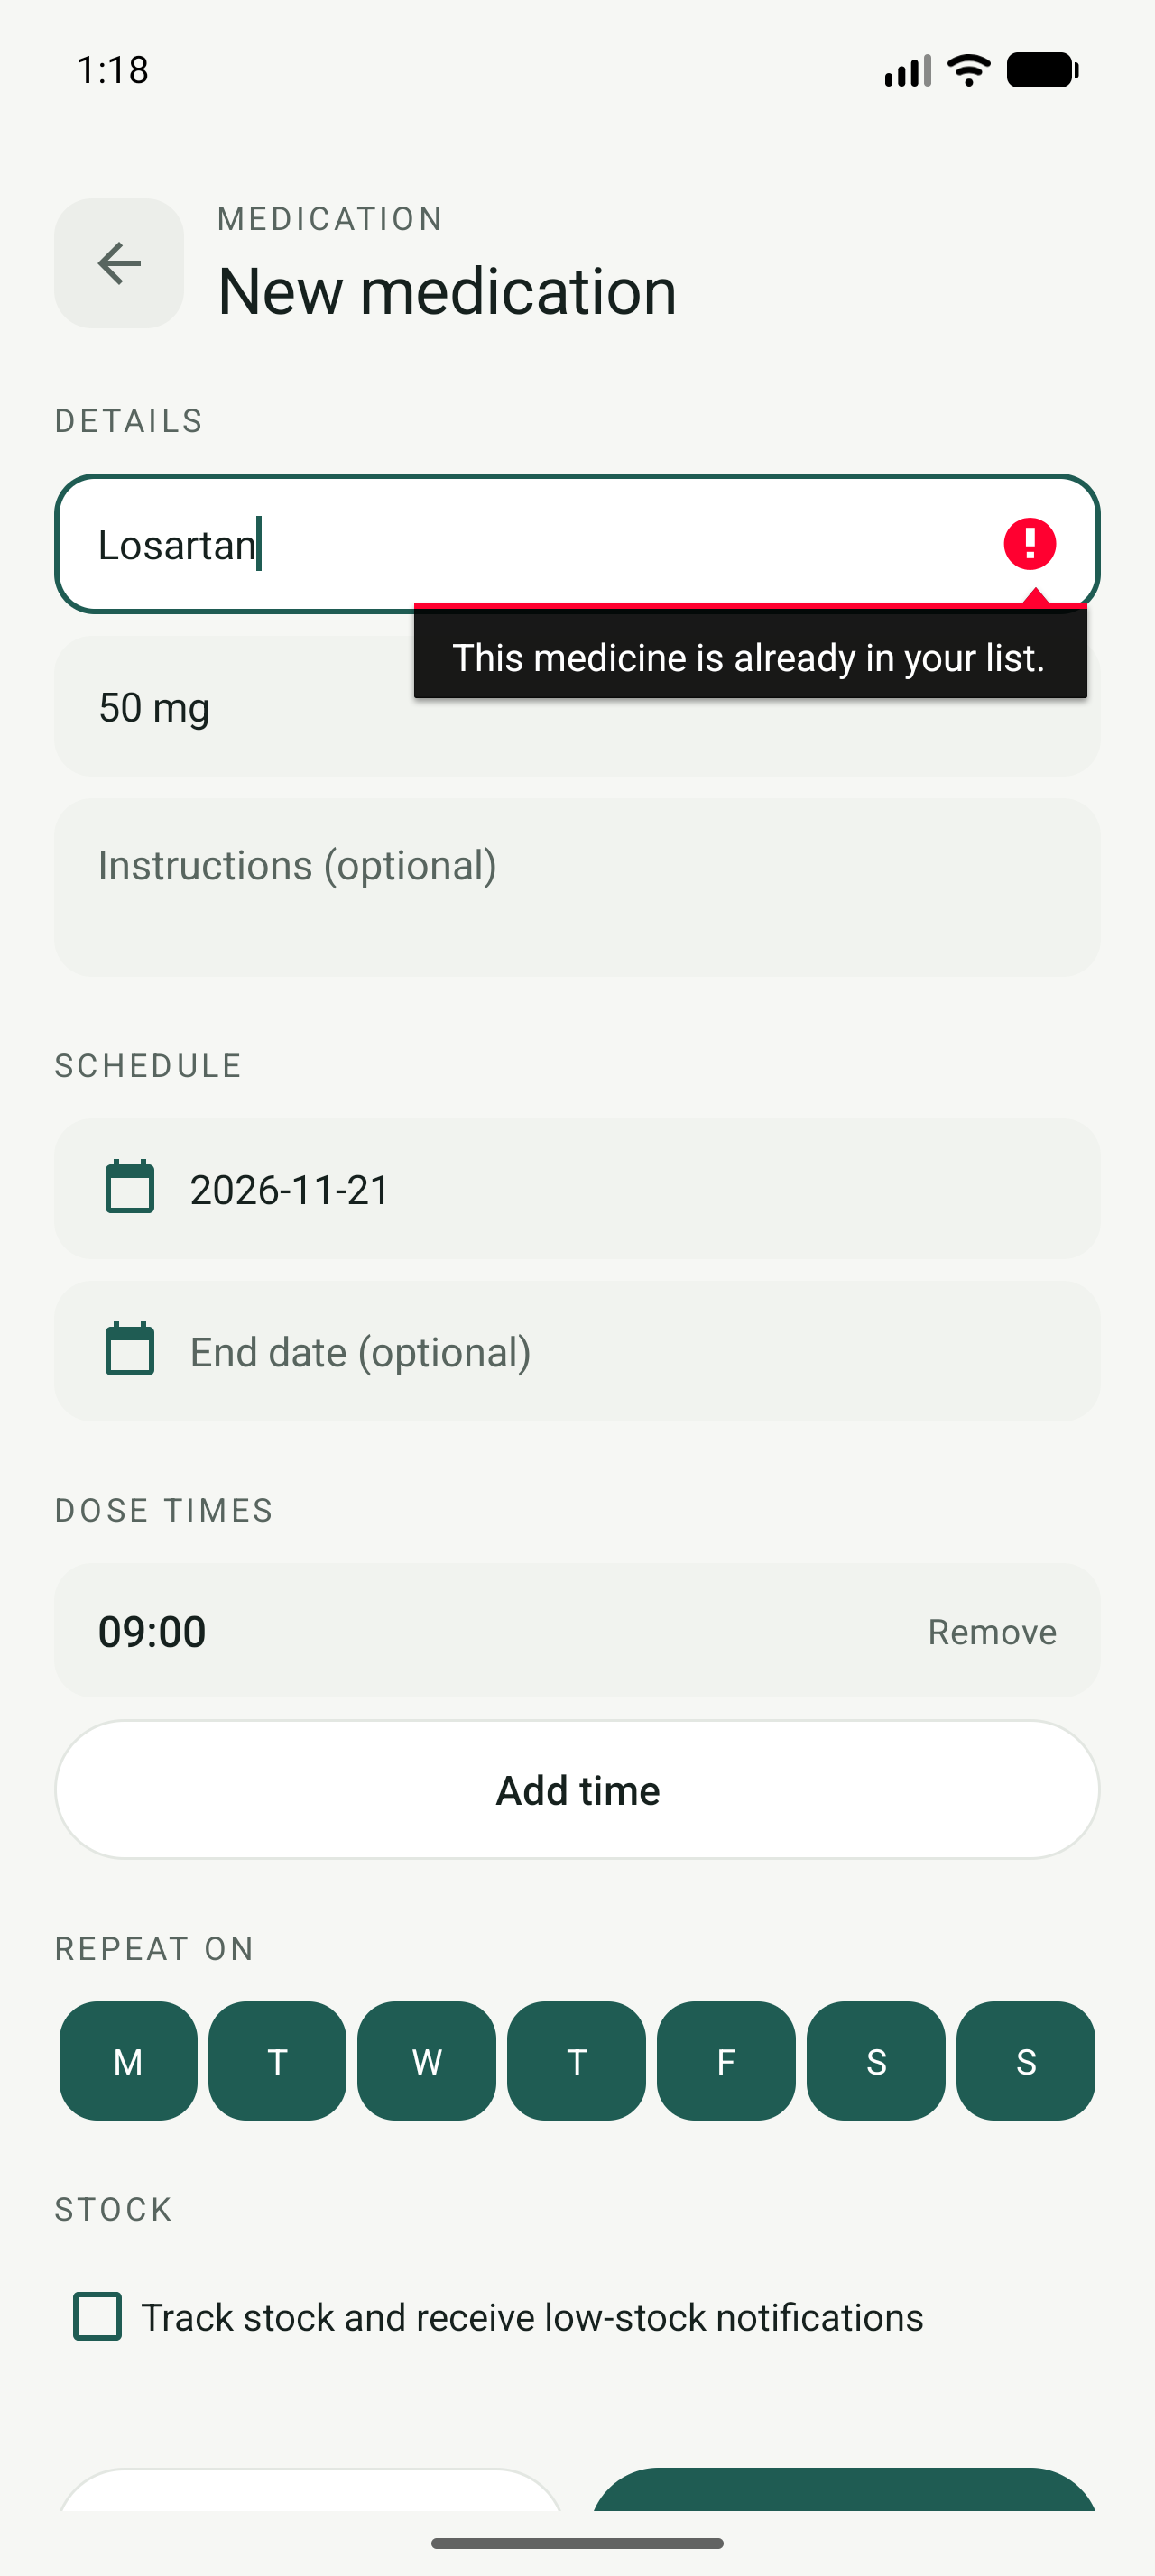 1:18
MEDICATION
New medication
DETAILS
Losartan
This medicine is already in your list.
50 mg
Instructions (optional)
SCHEDULE
2026-11-21
End date (optional)
DOSE TIMES
09:00
Remove
Add time
REPEAT ON
M T W T F S S
STOCK
Track stock and receive low-stock notifications